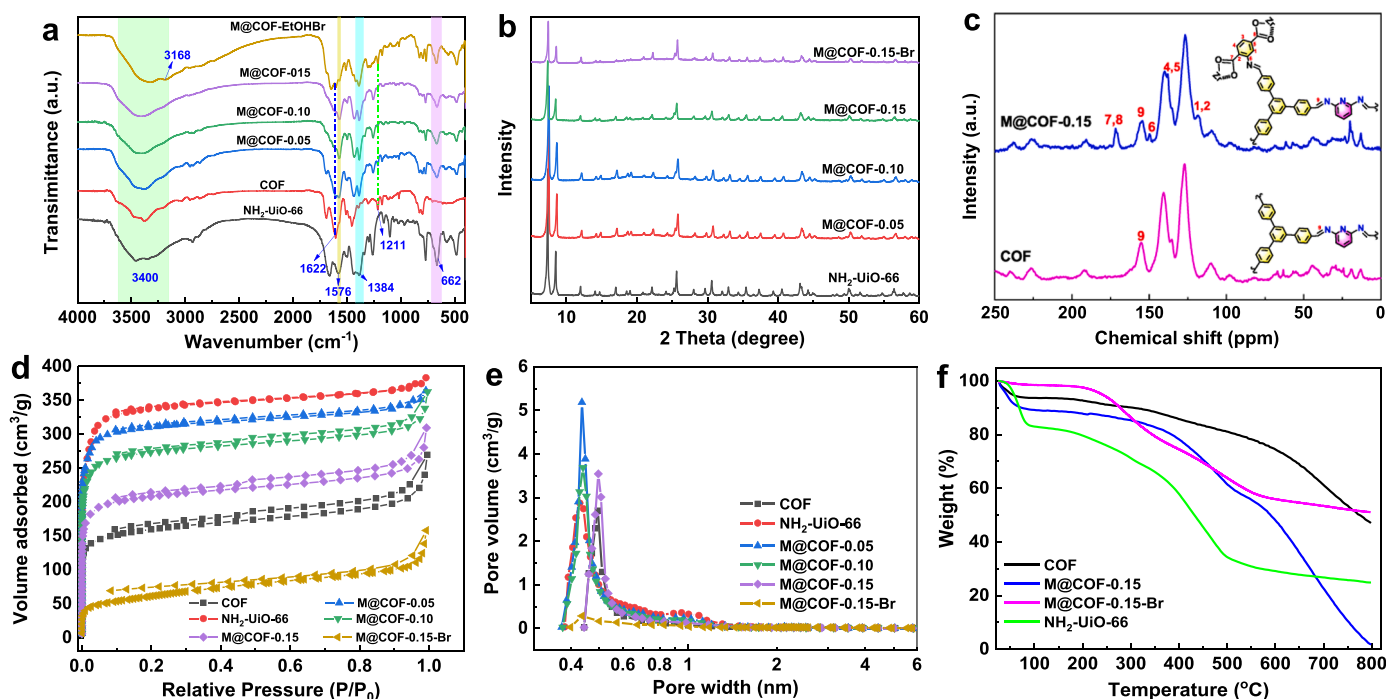 a
M@COF-EtOHBr
3168
M@COF-015
M@COF-0.10
M@COF-0.05
COF
NH₂-UiO-66
3400
1622
1576
1384
1211
662
4000 3500 3000 2500 2000 1500 1000 500
Wavenumber (cm⁻¹)
Transimittance (a.u.)
b
M@COF-0.15-Br
M@COF-0.15
M@COF-0.10
M@COF-0.05
NH₂-UiO-66
10 20 30 40 50 60
2 Theta (degree)
Intensity
c
4,5
1,2
7,8
9
6
M@COF-0.15
9
COF
250 200 150 100 50 0
Chemical shift (ppm)
Intensity (a.u.)
d
400
350
300
250
200
150
100
50
0
COF
NH₂-UiO-66
M@COF-0.15
M@COF-0.05
M@COF-0.10
M@COF-0.15-Br
0.0 0.2 0.4 0.6 0.8 1.0
Relative Pressure (P/P₀)
Volume adsorbed (cm³/g)
e
6
5
4
3
2
1
0
COF
NH₂-UiO-66
M@COF-0.05
M@COF-0.10
M@COF-0.15
M@COF-0.15-Br
0.4 0.6 0.8 1 2 4 6
Pore width (nm)
Pore volume (cm³/g)
f
100
80
60
40
20
0
COF
M@COF-0.15
M@COF-0.15-Br
NH₂-UiO-66
100 200 300 400 500 600 700 800
Temperature (°C)
Weight (%)